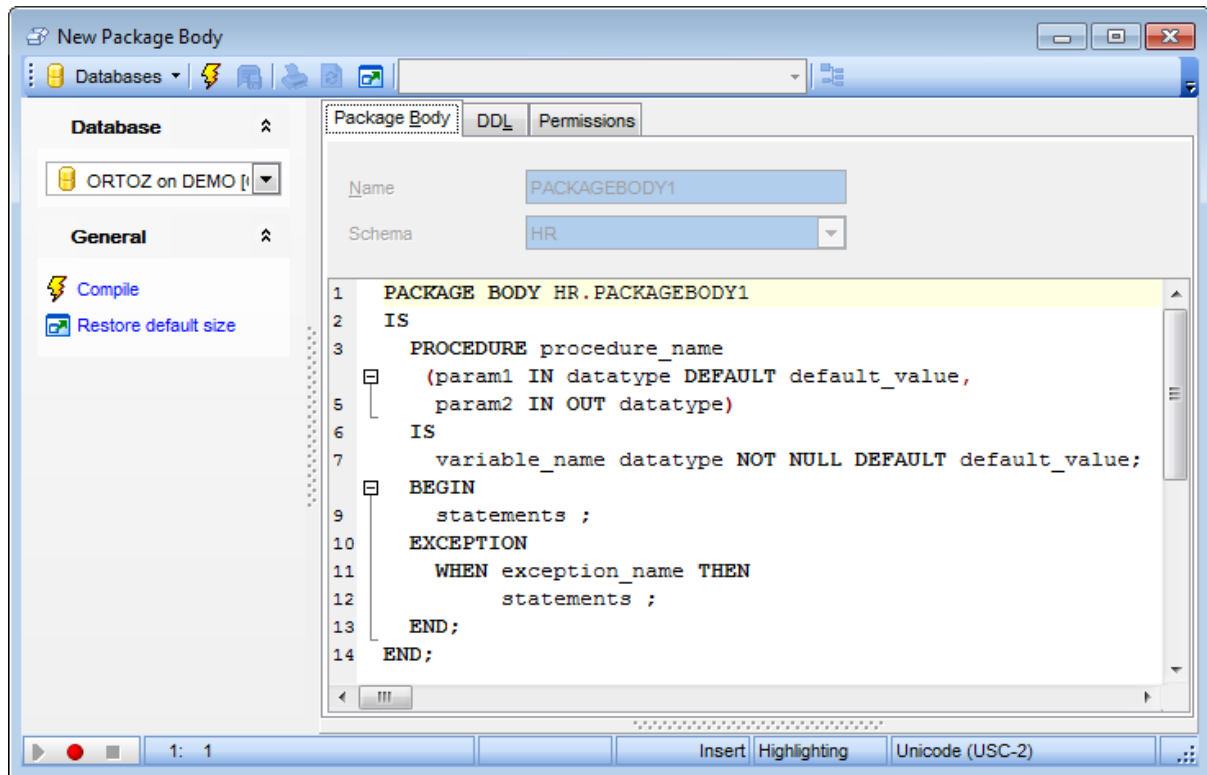 New Package Body
Databases
Database
ORTOZ on DEMO [(
General
Compile
Restore default size
Package Body DDL Permissions
Name PACKAGEBODY1
Schema HR
1 PACKAGE BODY HR.PACKAGEBODY1
2 IS
3 PROCEDURE procedure_name
(param1 IN datatype DEFAULT default_value,
5 param2 IN OUT datatype)
6 IS
7 variable_name datatype NOT NULL DEFAULT default_value;
BEGIN
9 statements ;
10 EXCEPTION
11 WHEN exception_name THEN
12 statements ;
13 END;
14 END;
1: 1 Insert Highlighting Unicode (USC-2)